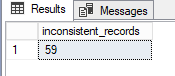 Results Messages
inconsistent_records
1 59